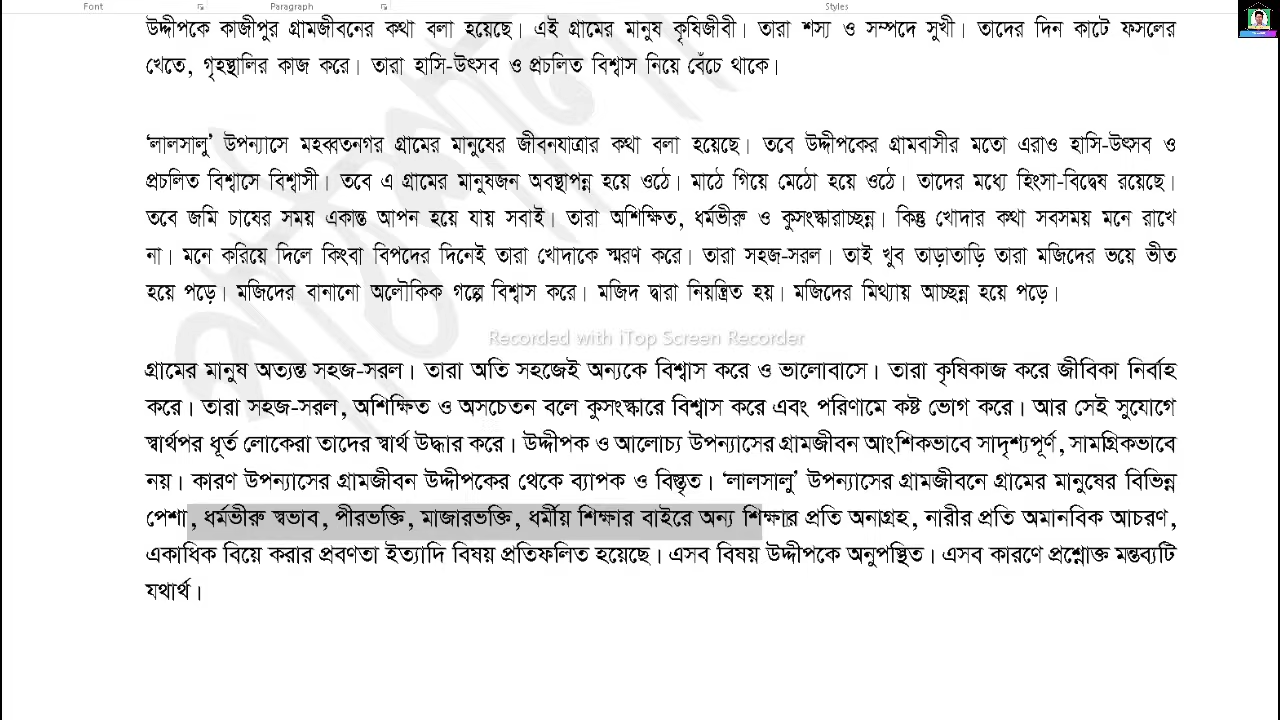 Font Paragraph Styles
উদ্দীপকে কাজীপুর গ্রামজীবনের কথা বলা হয়েছে। এই গ্রামের মানুষ কৃষিজীবী। তারা শস্য ও সম্পদে সুখী। তাদের দিন কাটে ফসলের
খেতে, গৃহস্থালির কাজ করে। তারা হাসি-উৎসব ও প্রচলিত বিশ্বাস নিয়ে বেঁচে থাকে।
‘লালসালু’ উপন্যাসে মহব্বতনগর গ্রামের মানুষের জীবনযাত্রার কথা বলা হয়েছে। তবে উদ্দীপকের গ্রামবাসীর মতো এরাও হাসি-উৎসব ও
প্রচলিত বিশ্বাসে বিশ্বাসী। তবে এ গ্রামের মানুষজন অবস্থাপন্ন হয়ে ওঠে। মাঠে গিয়ে মেঠো হয়ে ওঠে। তাদের মধ্যে হিংসা-বিদ্বেষ রয়েছে।
তবে জমি চাষের সময় একান্ত আপন হয়ে যায় সবাই। তারা অশিক্ষিত, ধর্মভীরু ও কুসংস্কারাচ্ছন্ন। কিন্তু খোদার কথা সবসময় মনে রাখে
না। মনে করিয়ে দিলে কিংবা বিপদের দিনেই তারা খোদাকে স্মরণ করে। তারা সহজ-সরল। তাই খুব তাড়াতাড়ি তারা মজিদের ভয়ে ভীত
হয়ে পড়ে। মজিদের বানানো অলৌকিক গল্পে বিশ্বাস করে। মজিদ দ্বারা নিয়ন্ত্রিত হয়। মজিদের মিথ্যায় আচ্ছন্ন হয়ে পড়ে।
Recorded with iTop Screen Recorder
গ্রামের মানুষ অত্যন্ত সহজ-সরল। তারা অতি সহজেই অন্যকে বিশ্বাস করে ও ভালোবাসে। তারা কৃষিকাজ করে জীবিকা নির্বাহ
করে। তারা সহজ-সরল, অশিক্ষিত ও অসচেতন বলে কুসংস্কারে বিশ্বাস করে এবং পরিণামে কষ্ট ভোগ করে। আর সেই সুযোগে
স্বার্থপর ধূর্ত লোকেরা তাদের স্বার্থ উদ্ধার করে। উদ্দীপক ও আলোচ্য উপন্যাসের গ্রামজীবন আংশিকভাবে সাদৃশ্যপূর্ণ, সামগ্রিকভাবে
নয়। কারণ উপন্যাসের গ্রামজীবন উদ্দীপকের থেকে ব্যাপক ও বিস্তৃত। ‘লালসালু’ উপন্যাসের গ্রামজীবনে গ্রামের মানুষের বিভিন্ন
পেশা, ধর্মভীরু স্বভাব, পীরভক্তি, মাজারভক্তি, ধর্মীয় শিক্ষার বাইরে অন্য শিক্ষার প্রতি অনাগ্রহ, নারীর প্রতি অমানবিক আচরণ,
একাধিক বিয়ে করার প্রবণতা ইত্যাদি বিষয় প্রতিফলিত হয়েছে। এসব বিষয় উদ্দীপকে অনুপস্থিত। এসব কারণে প্রশ্নোক্ত মন্তব্যটি
যথার্থ।